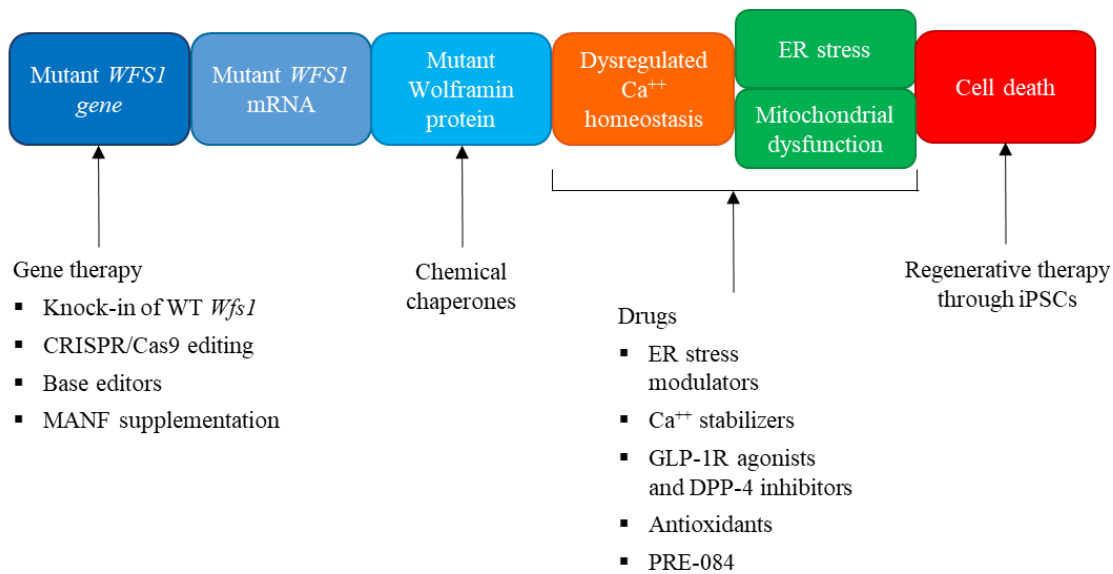 Mutant WFS1
gene
Mutant WFS1
mRNA
Mutant
Wolframin
protein
Dysregulated
Ca⁺⁺
homeostasis
ER stress
Mitochondrial
dysfunction
Cell death
Gene therapy
▪ Knock-in of WT Wfs1
▪ CRISPR/Cas9 editing
▪ Base editors
▪ MANF supplementation
Chemical
chaperones
Drugs
▪ ER stress
modulators
▪ Ca⁺⁺ stabilizers
▪ GLP-1R agonists
and DPP-4 inhibitors
▪ Antioxidants
▪ PRE-084
Regenerative therapy
through iPSCs